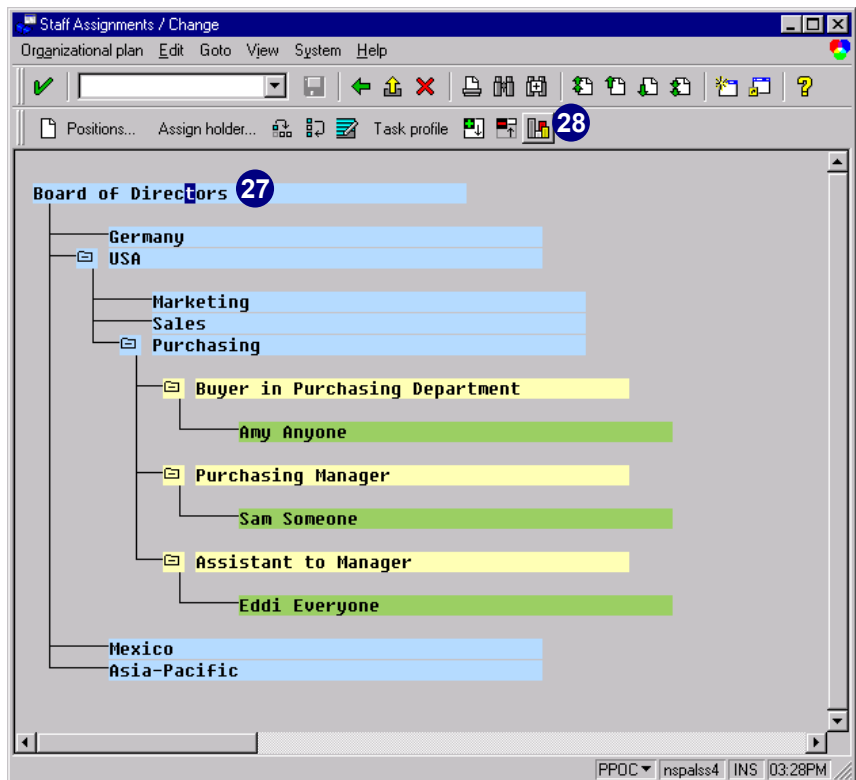 Staff Assignments / Change
Organizational plan Edit Goto View System Help
Positions... Assign holder... Task profile 28
Board of Directors 27
Germany
USA
Marketing
Sales
Purchasing
Buyer in Purchasing Department
Amy Anyone
Purchasing Manager
Sam Someone
Assistant to Manager
Eddi Everyone
Mexico
Asia-Pacific
PPOC nspalss4 INS 03:28PM